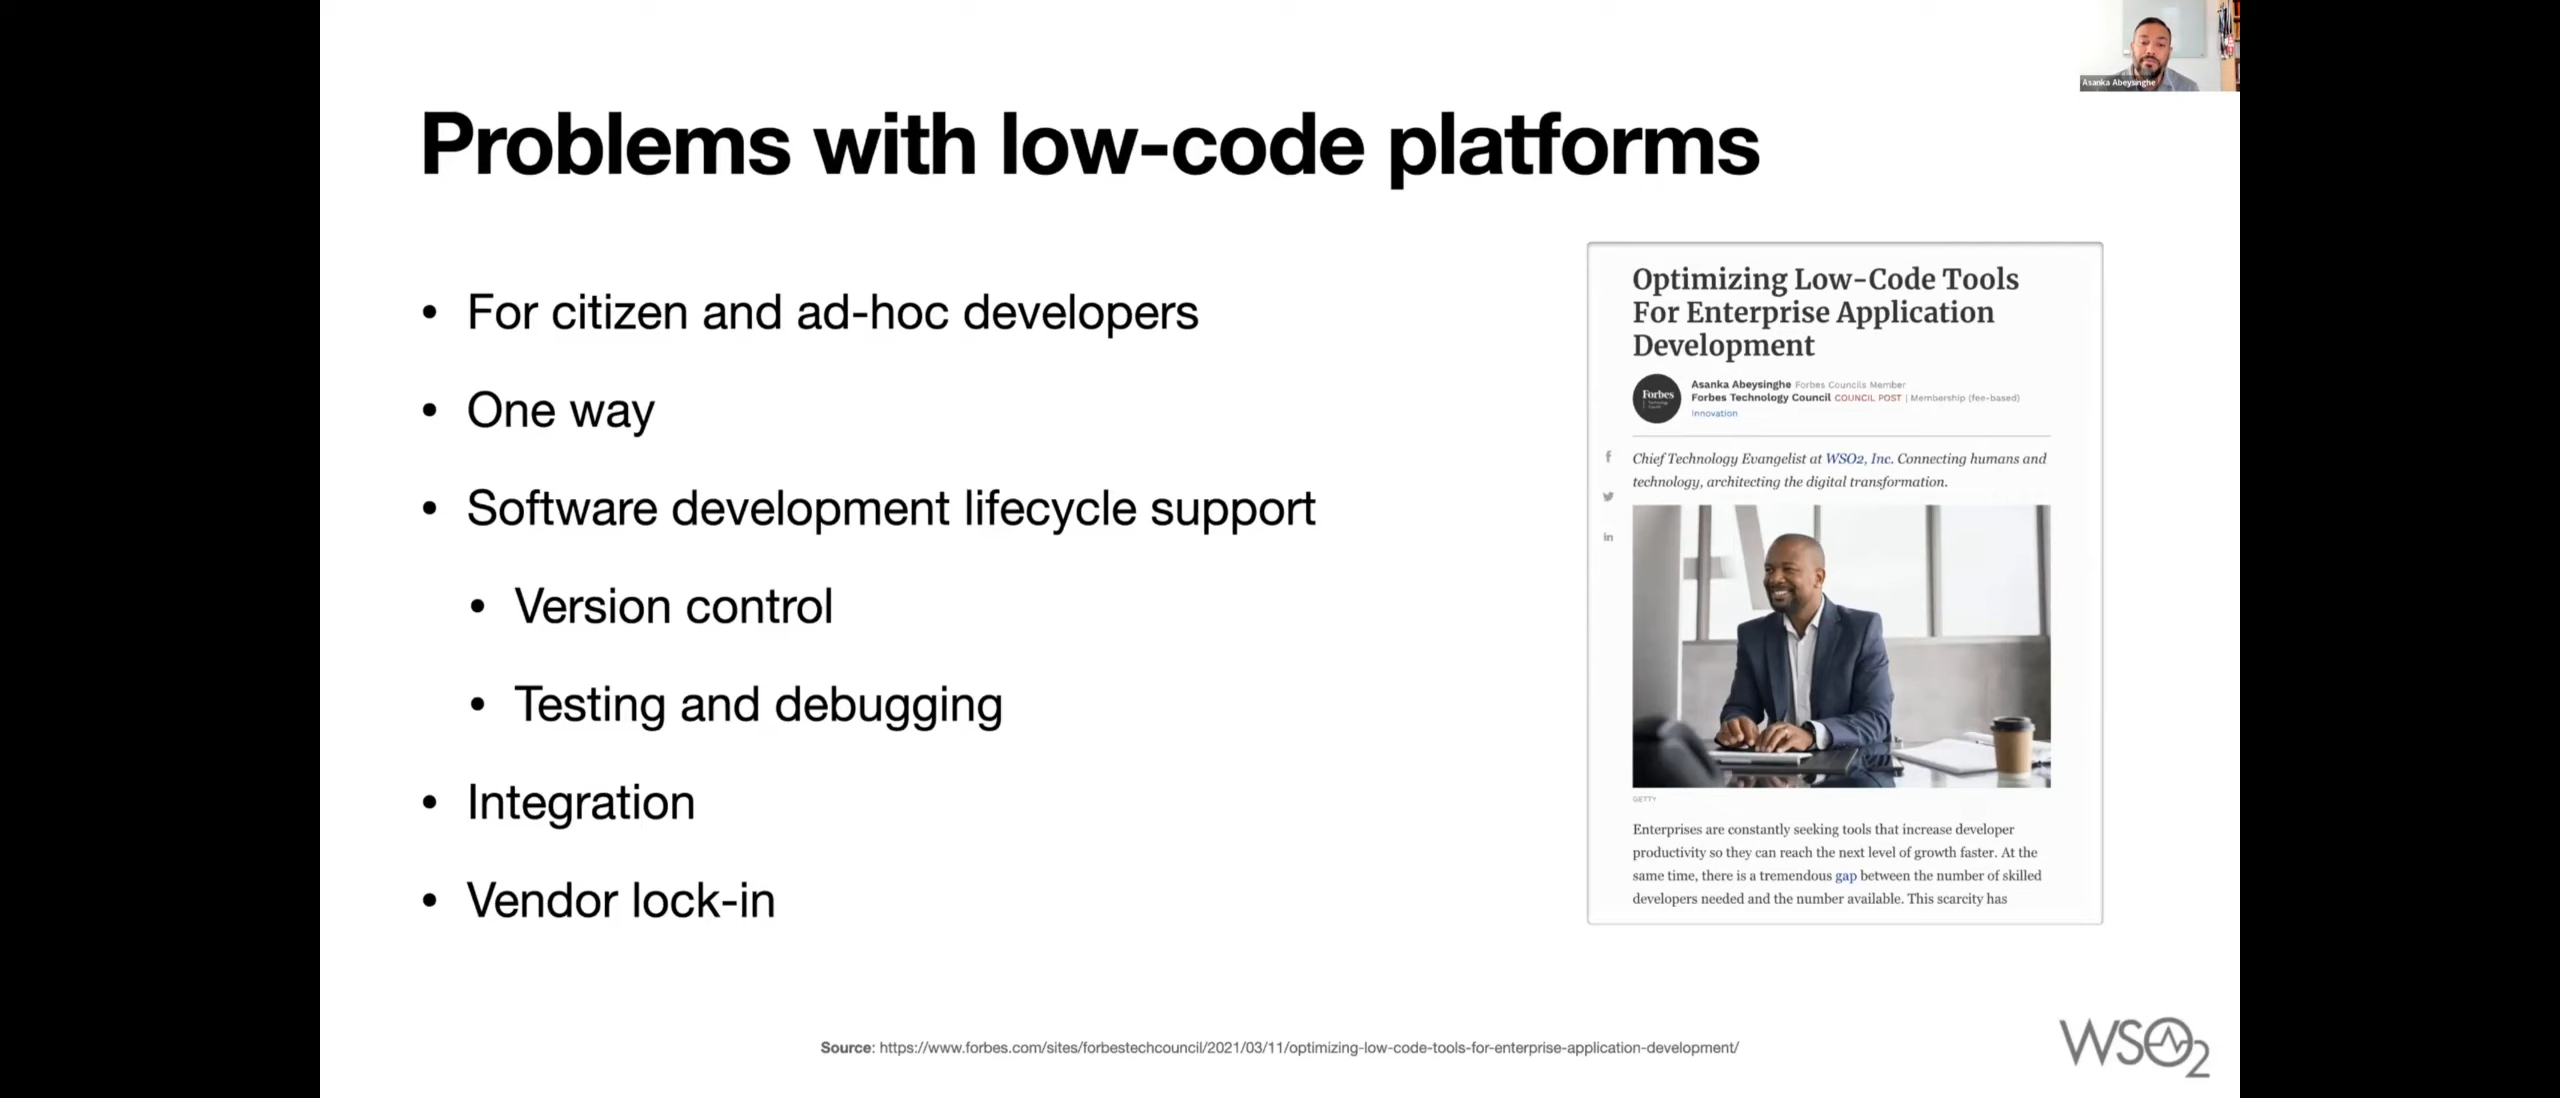 Asanka Abeysinghe
Problems with low-code platforms
• For citizen and ad-hoc developers
• One way
• Software development lifecycle support
• Version control
• Testing and debugging
• Integration
• Vendor lock-in
Optimizing Low-Code Tools
For Enterprise Application
Development
Forbes
Technology
Council
Asanka Abeysinghe Forbes Councils Member
Forbes Technology Council COUNCIL POST | Membership (fee-based)
Innovation
f
in
Chief Technology Evangelist at WSO2, Inc. Connecting humans and
technology, architecting the digital transformation.
GETTY
Enterprises are constantly seeking tools that increase developer
productivity so they can reach the next level of growth faster. At the
same time, there is a tremendous gap between the number of skilled
developers needed and the number available. This scarcity has
Source: https://www.forbes.com/sites/forbestechcouncil/2021/03/11/optimizing-low-code-tools-for-enterprise-application-development/
WSO2